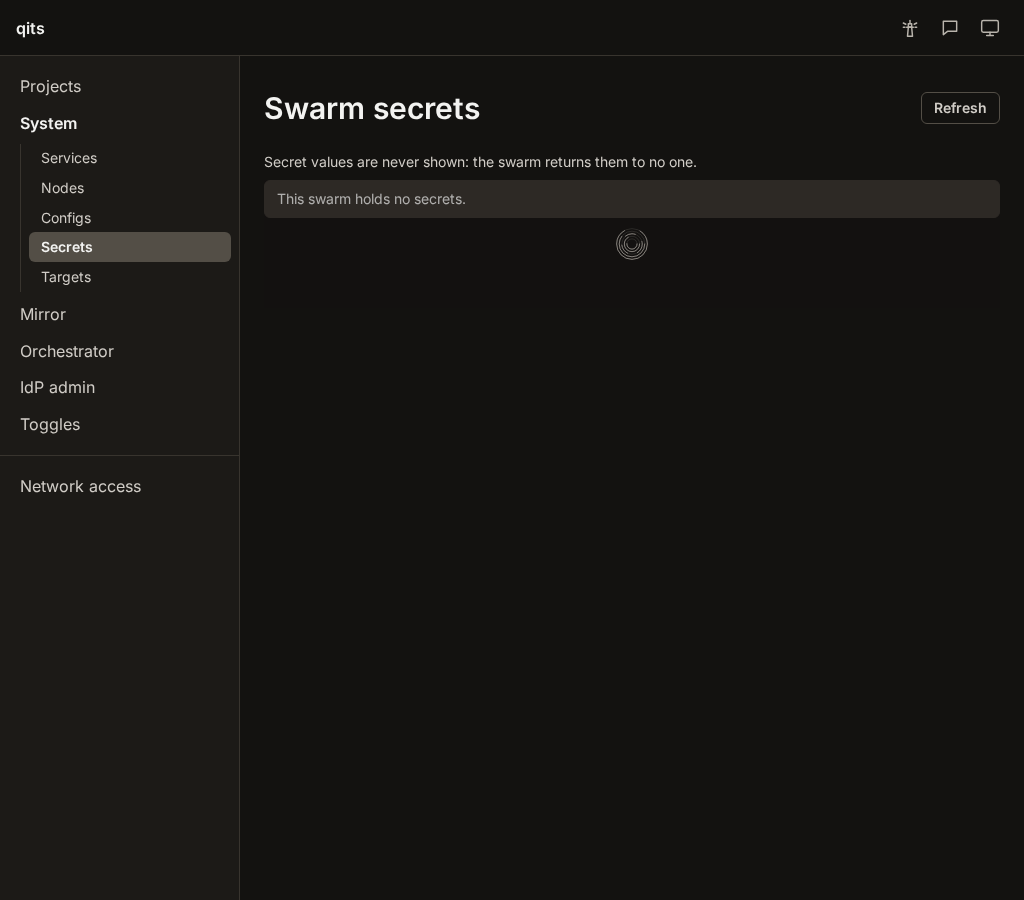 qits
Projects
System
Services
Nodes
Configs
Secrets
Targets
Mirror
Orchestrator
IdP admin
Toggles
Network access
Swarm secrets
Refresh
Secret values are never shown: the swarm returns them to no one.
This swarm holds no secrets.